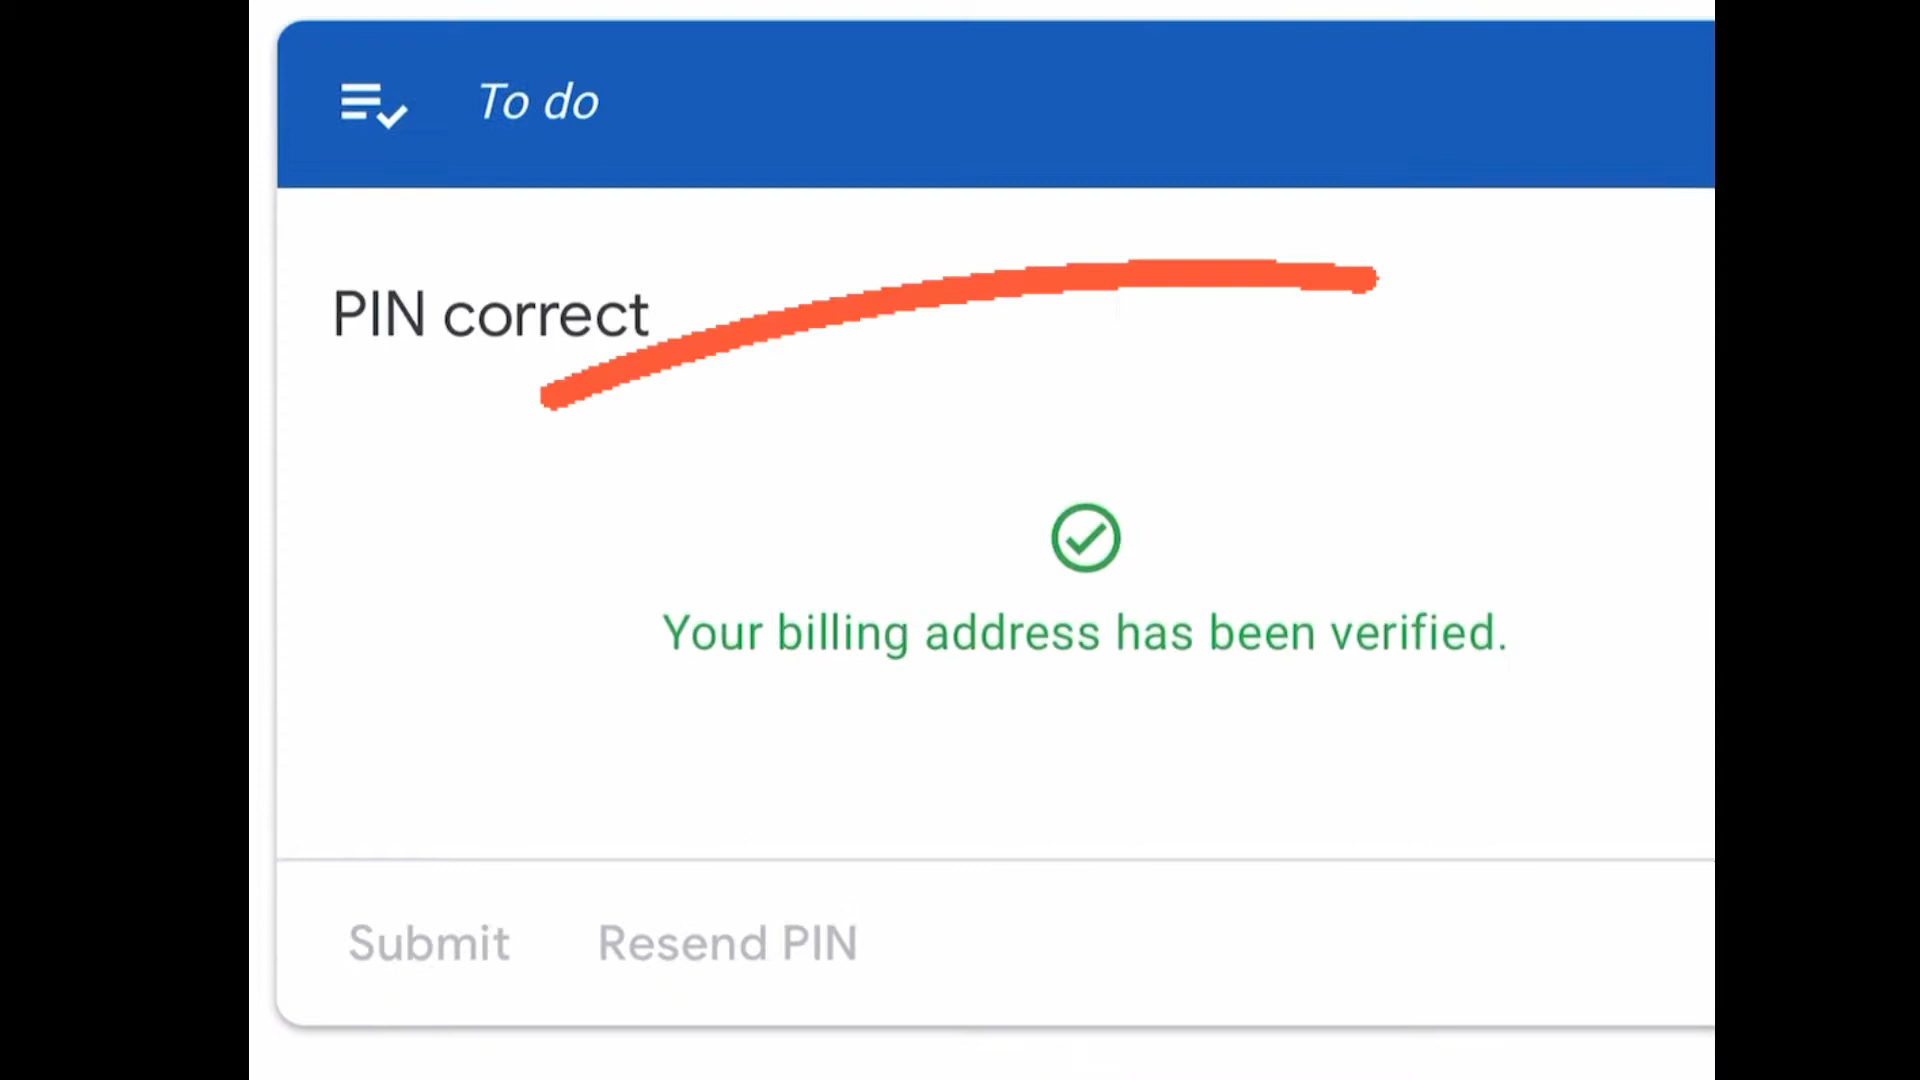 To do
PIN correct
Your billing address has been verified.
Submit Resend PIN